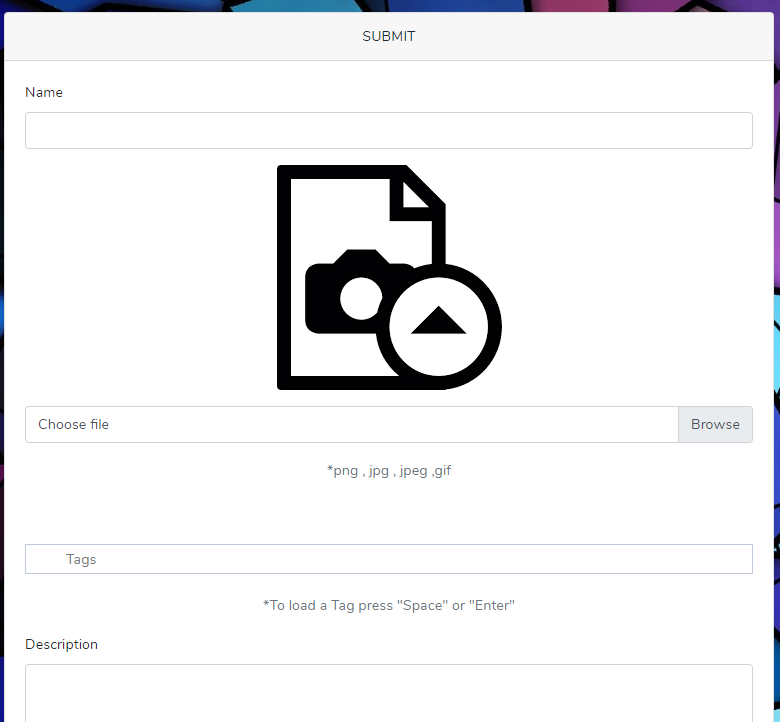 SUBMIT
Name
Choose file
Browse
*png , jpg , jpeg ,gif
Tags
*To load a Tag press "Space" or "Enter"
Description